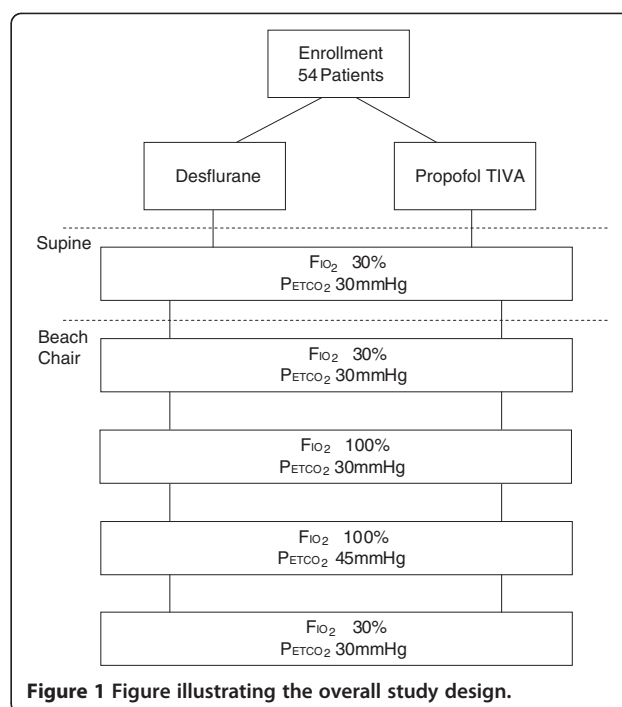 Enrollment
54 Patients
Desflurane
Propofol TIVA
Supine
FIO2 30%
PETCO2 30mmHg
Beach
Chair
FIO2 30%
PETCO2 30mmHg
FIO2 100%
PETCO2 30mmHg
FIO2 100%
PETCO2 45mmHg
FIO2 30%
PETCO2 30mmHg
Figure 1 Figure illustrating the overall study design.